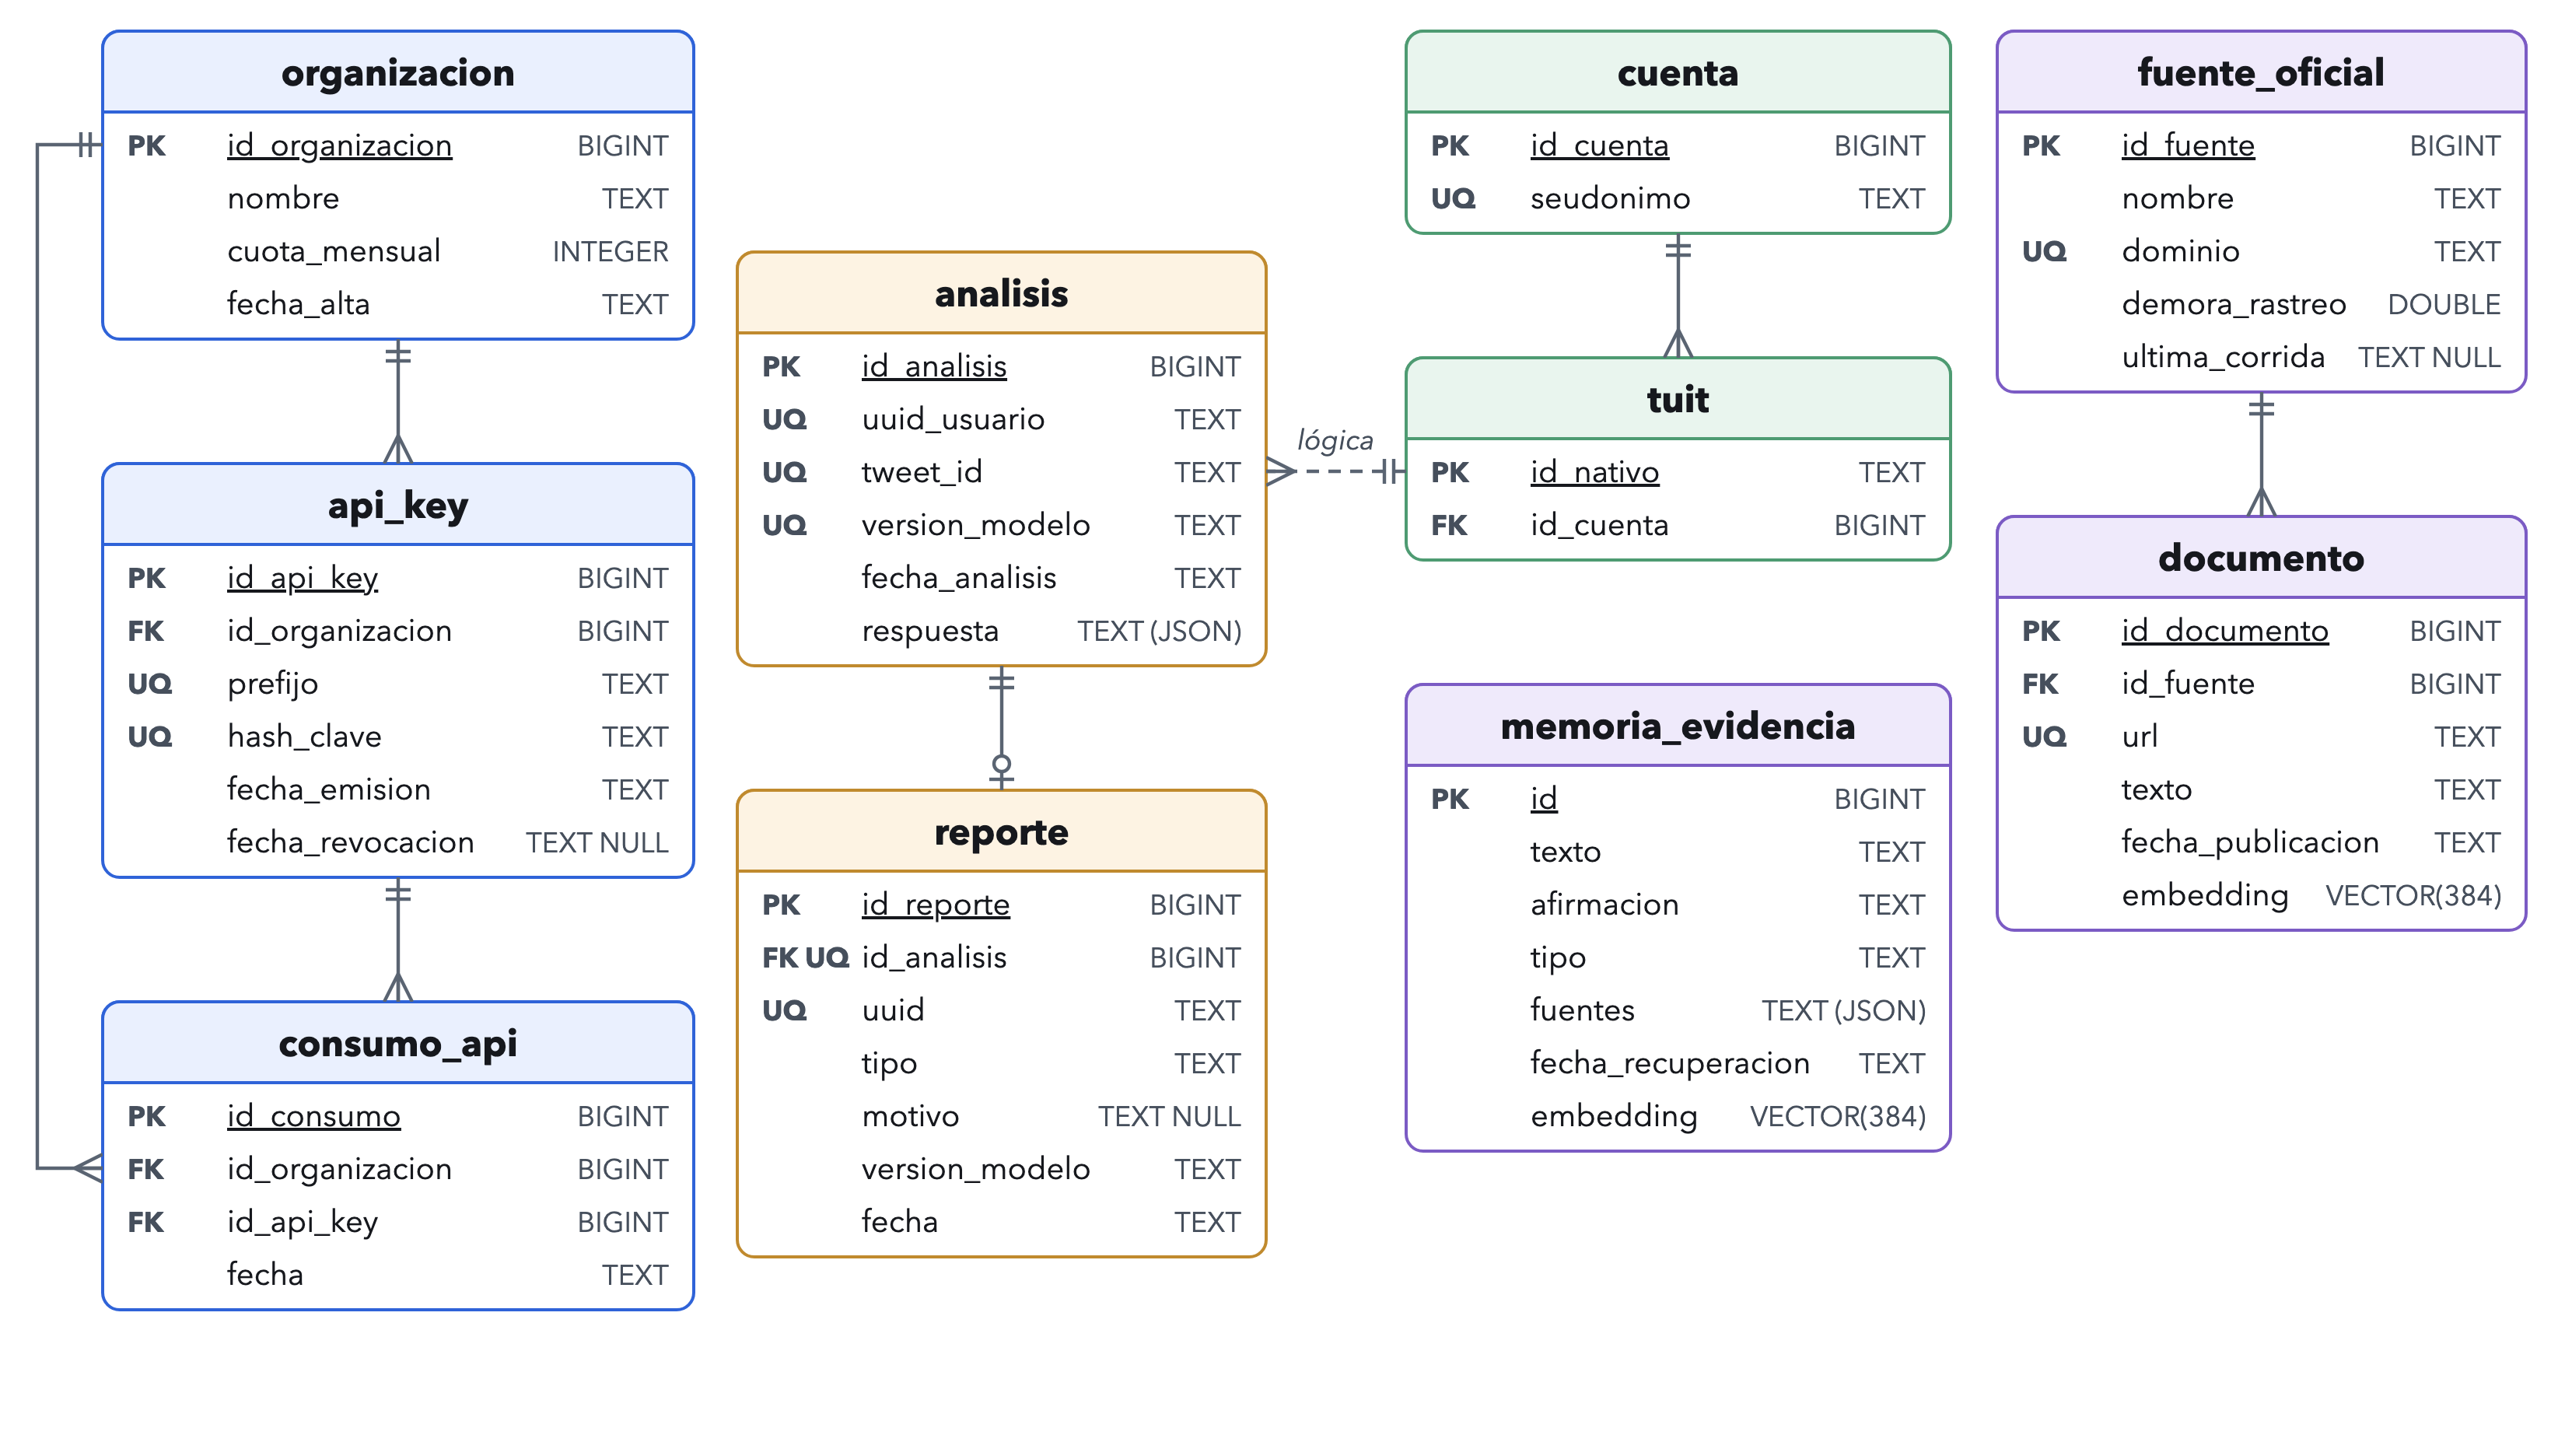 organizacion
PK id_organizacion BIGINT
nombre TEXT
cuota_mensual INTEGER
fecha_alta TEXT
api_key
PK id_api_key BIGINT
FK id_organizacion BIGINT
UQ prefijo TEXT
UQ hash_clave TEXT
fecha_emision TEXT
fecha_revocacion TEXT NULL
consumo_api
PK id_consumo BIGINT
FK id_organizacion BIGINT
FK id_api_key BIGINT
fecha TEXT
analisis
PK id_analisis BIGINT
UQ uuid_usuario TEXT
UQ tweet_id TEXT
UQ version_modelo TEXT
fecha_analisis TEXT
respuesta TEXT (JSON)
lógica
reporte
PK id_reporte BIGINT
FK UQ id_analisis BIGINT
UQ uuid TEXT
tipo TEXT
motivo TEXT NULL
version_modelo TEXT
fecha TEXT
cuenta
PK id_cuenta BIGINT
UQ seudonimo TEXT
tuit
PK id_nativo TEXT
FK id_cuenta BIGINT
memoria_evidencia
PK id BIGINT
texto TEXT
afirmacion TEXT
tipo TEXT
fuentes TEXT (JSON)
fecha_recuperacion TEXT
embedding VECTOR(384)
fuente_oficial
PK id_fuente BIGINT
nombre TEXT
UQ dominio TEXT
demora_rastreo DOUBLE
ultima_corrida TEXT NULL
documento
PK id_documento BIGINT
FK id_fuente BIGINT
UQ url TEXT
texto TEXT
fecha_publicacion TEXT
embedding VECTOR(384)